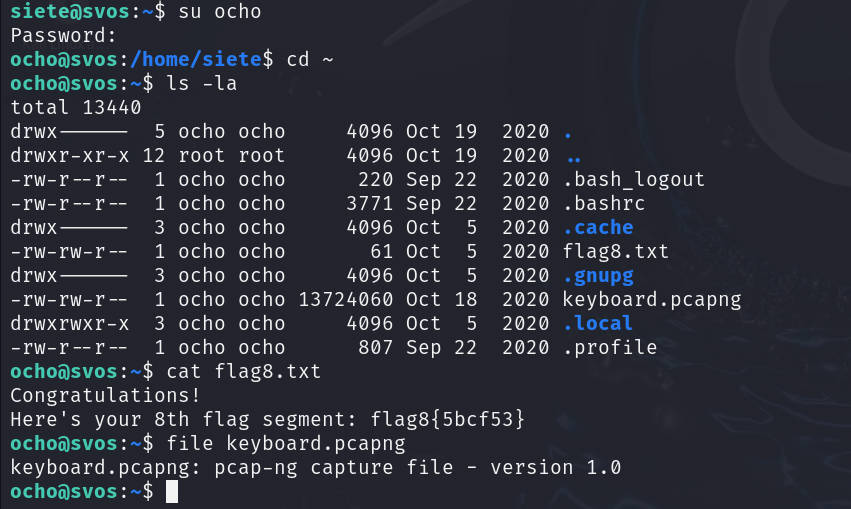 siete@svos:~$ su ocho
Password:
ocho@svos:/home/siete$ cd ~
ocho@svos:~$ ls -la
total 13440
drwx------  5 ocho ocho     4096 Oct 19  2020 .
drwxr-xr-x 12 root root     4096 Oct 19  2020 ..
-rw-r--r--  1 ocho ocho      220 Sep 22  2020 .bash_logout
-rw-r--r--  1 ocho ocho     3771 Sep 22  2020 .bashrc
drwx------  3 ocho ocho     4096 Oct  5  2020 .cache
-rw-rw-r--  1 ocho ocho       61 Oct  5  2020 flag8.txt
drwx------  3 ocho ocho     4096 Oct  5  2020 .gnupg
-rw-rw-r--  1 ocho ocho 13724060 Oct 18  2020 keyboard.pcapng
drwxrwxr-x  3 ocho ocho     4096 Oct  5  2020 .local
-rw-r--r--  1 ocho ocho      807 Sep 22  2020 .profile
ocho@svos:~$ cat flag8.txt
Congratulations!
Here's your 8th flag segment: flag8{5bcf53}
ocho@svos:~$ file keyboard.pcapng
keyboard.pcapng: pcap-ng capture file - version 1.0
ocho@svos:~$